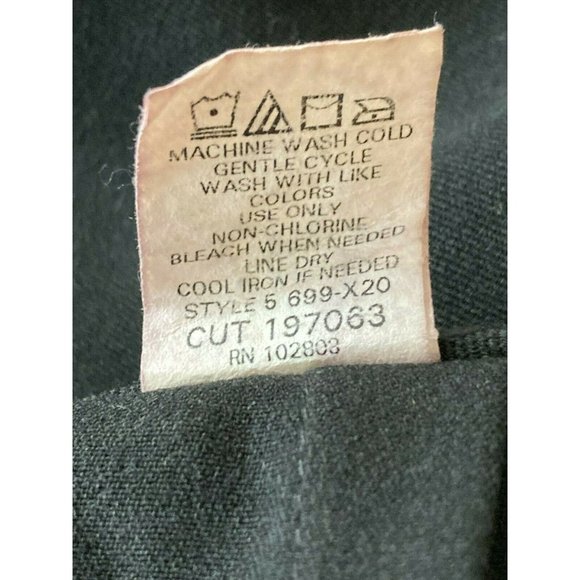 MACHINE WASH COLD
GENTLE CYCLE
WASH WITH LIKE
COLORS
USE ONLY
NON-CHLORINE
BLEACH WHEN NEEDED
LINE DRY
COOL IRON IF NEEDED
STYLE 5 699-X20
CUT 197063
RN 102808